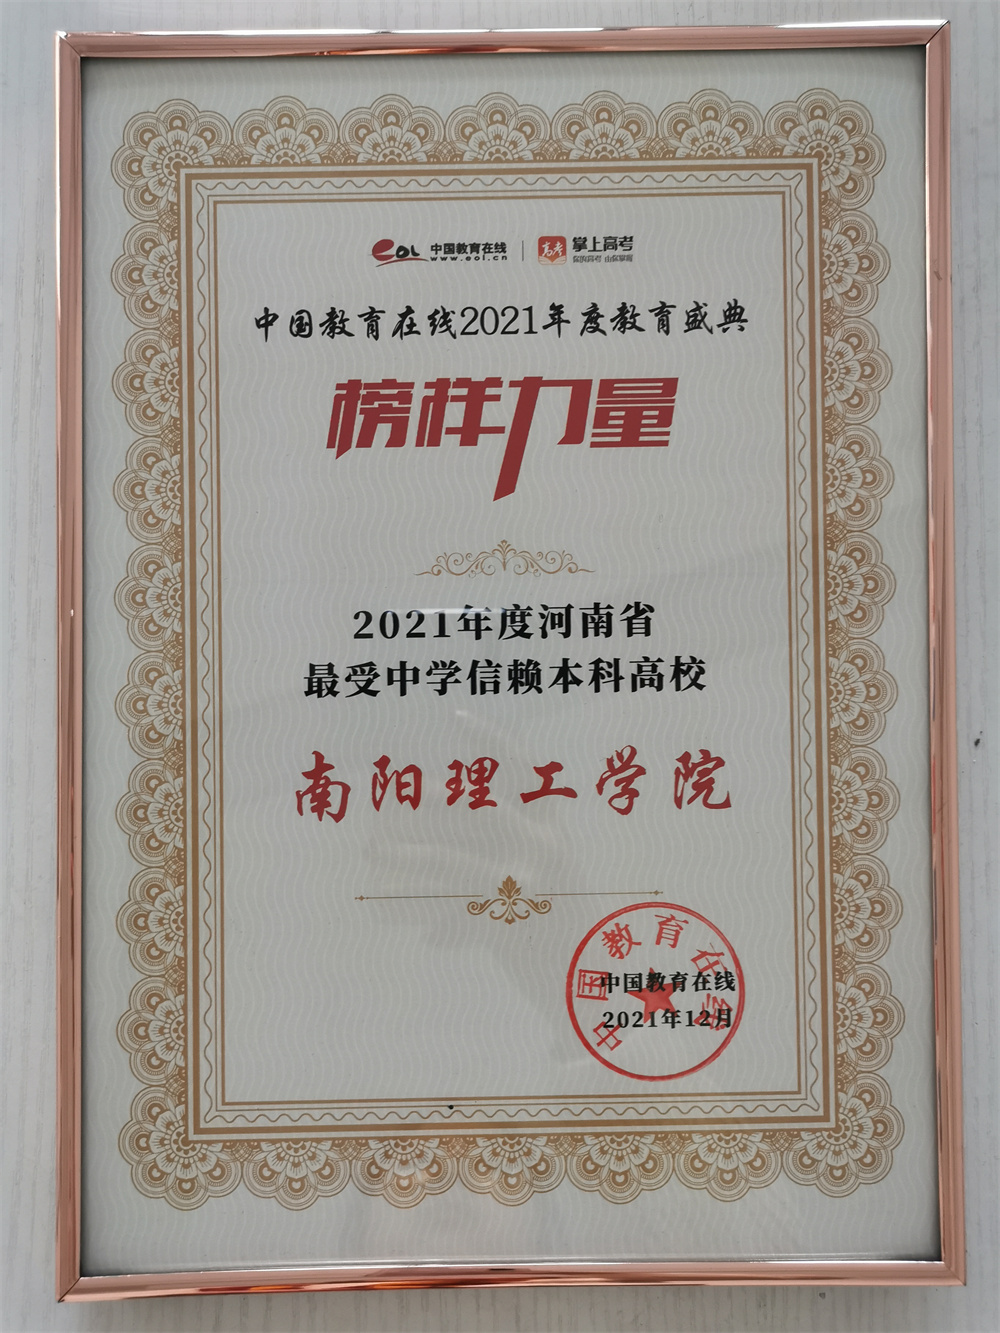 eol 中国教育在线 www.eol.cn 高考 掌上高考
中国教育在线2021年度教育盛典
榜样力量
2021年度河南省
最受中学信赖本科高校
南阳理工学院
中国教育在线
中国教育在线
2021年12月